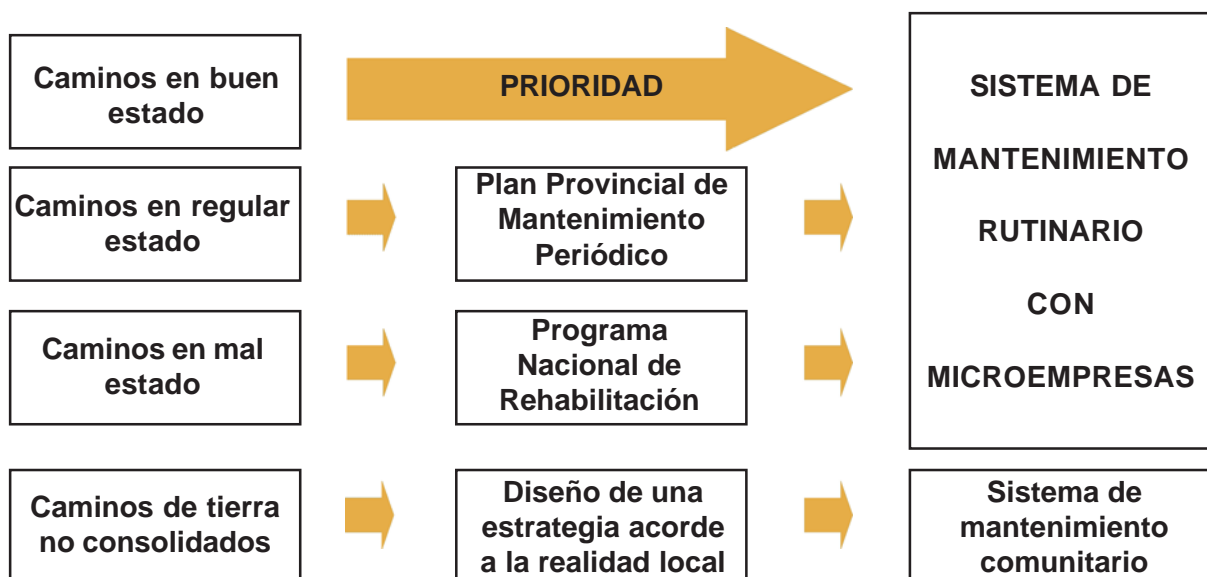 Caminos en buen
estado
PRIORIDAD
Caminos en regular
estado
Plan Provincial de
Mantenimiento
Periódico
Caminos en mal
estado
Programa
Nacional de
Rehabilitación
SISTEMA DE
MANTENIMIENTO
RUTINARIO
CON
MICROEMPRESAS
Caminos de tierra
no consolidados
Diseño de una
estrategia acorde
a la realidad local
Sistema de
mantenimiento
comunitario